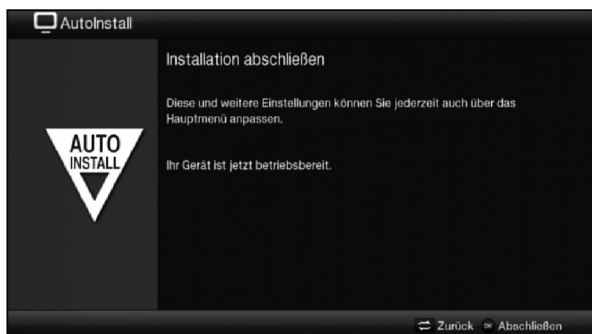 AutoInstall
Installation abschließen
Diese und weitere Einstellungen können Sie jederzeit auch über das
Hauptmenü anpassen.
AUTO
INSTALL
Ihr Gerät ist jetzt betriebsbereit.
Zurück OK Abschließen